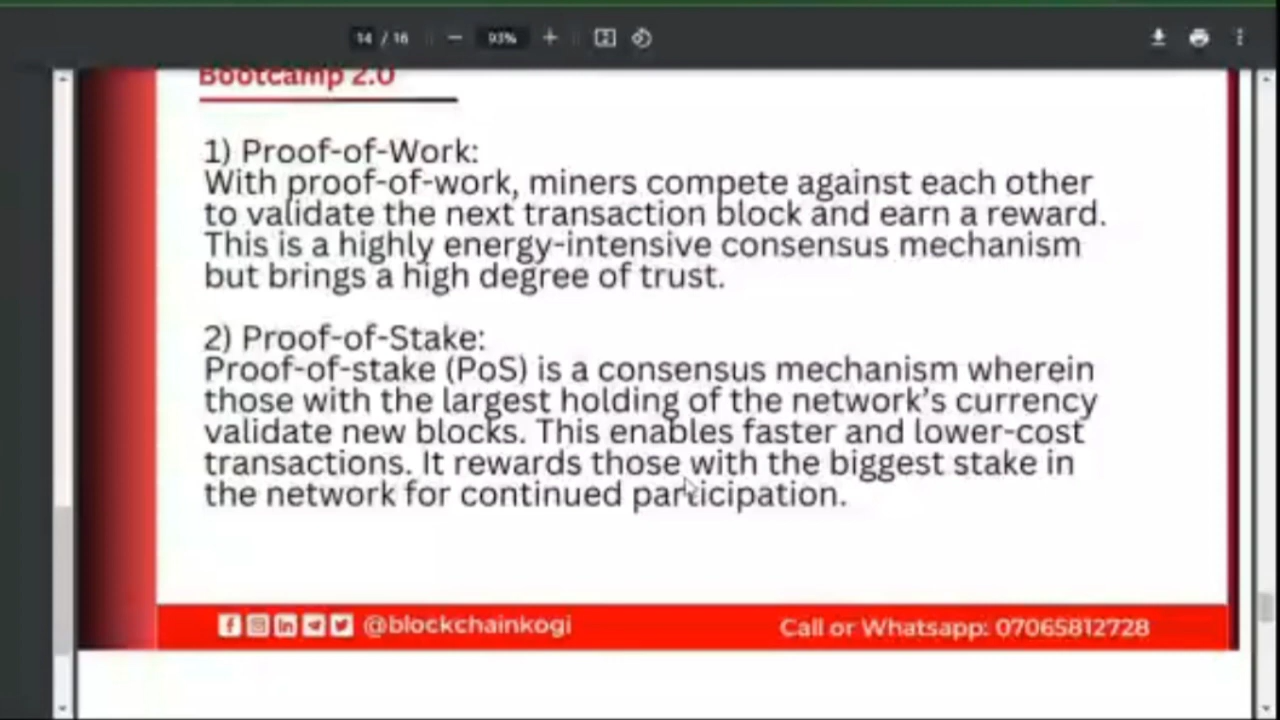 14 / 16
93%
Bootcamp 2.0
1) Proof-of-Work:
With proof-of-work, miners compete against each other
to validate the next transaction block and earn a reward.
This is a highly energy-intensive consensus mechanism
but brings a high degree of trust.
2) Proof-of-Stake:
Proof-of-stake (PoS) is a consensus mechanism wherein
those with the largest holding of the network's currency
validate new blocks. This enables faster and lower-cost
transactions. It rewards those with the biggest stake in
the network for continued participation.
@blockchainkogi
Call or Whatsapp: 07065812728